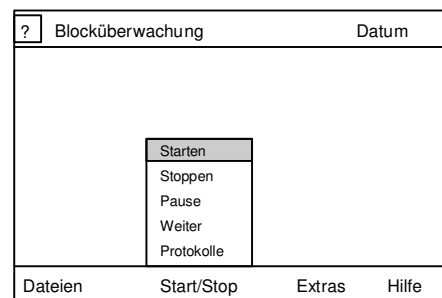 ? Blocküberwachung Datum
Starten
Stoppen
Pause
Weiter
Protokolle
Dateien Start/Stop Extras Hilfe